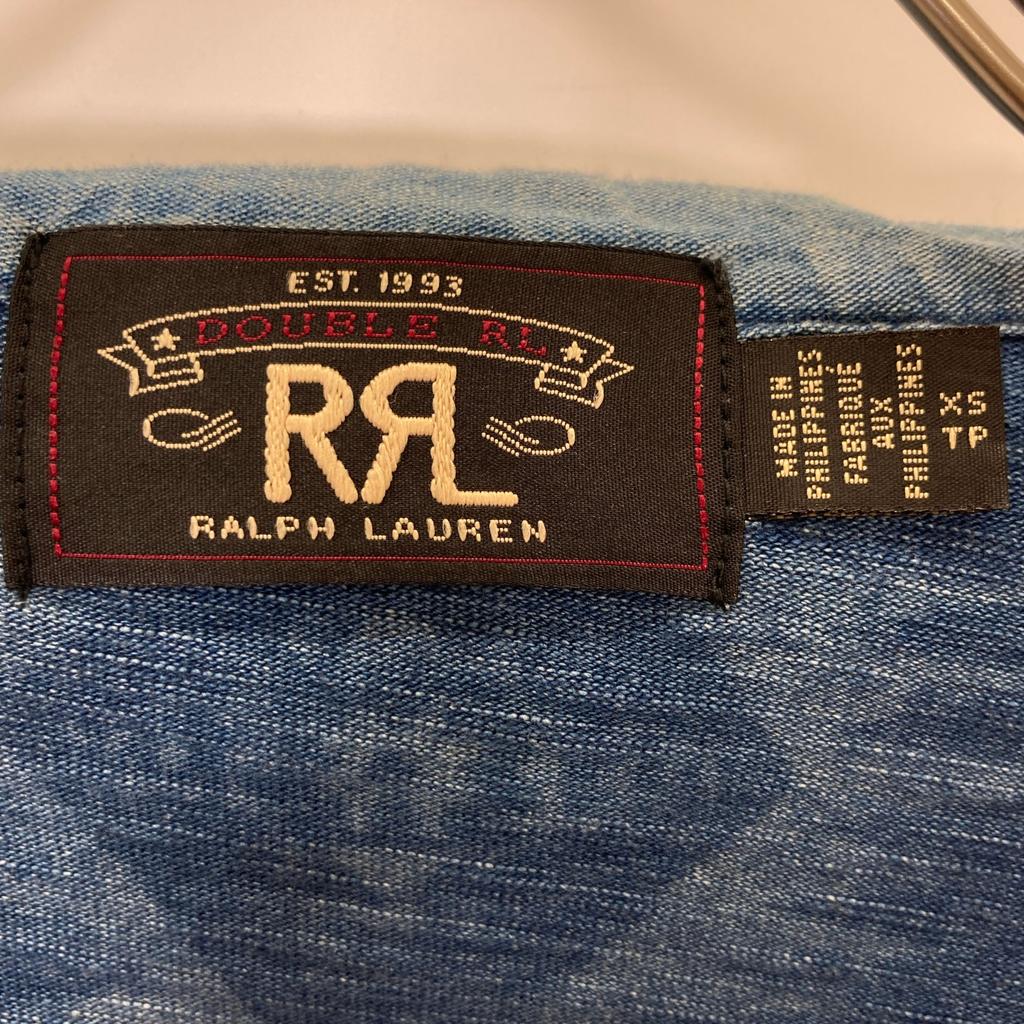 EST. 1993
DOUBLE RL
RRL
RALPH LAUREN
MADE IN
PHILIPPINES
FABRIQUÉ
AUX
PHILIPPINES
XS
TP